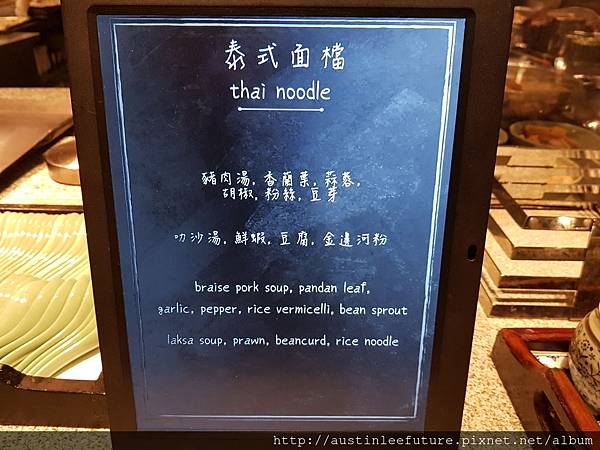 泰式面檔
thai noodle
豬肉湯, 香蘭葉, 蒜蓉,
胡椒, 粉絲, 豆芽
叻沙湯, 鮮蝦, 豆腐, 金邊河粉
braise pork soup, pandan leaf,
garlic, pepper, rice vermicelli, bean sprout
laksa soup, prawn, beancurd, rice noodle
http://austinleefuture.pixnet.net/album